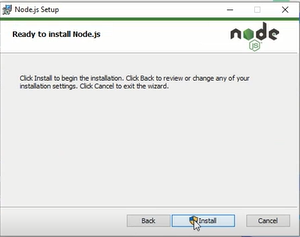 Node.js Setup
Ready to install Node.js
node
JS
Click Install to begin the installation. Click Back to review or change any of your
installation settings. Click Cancel to exit the wizard.
Back
Install
Cancel